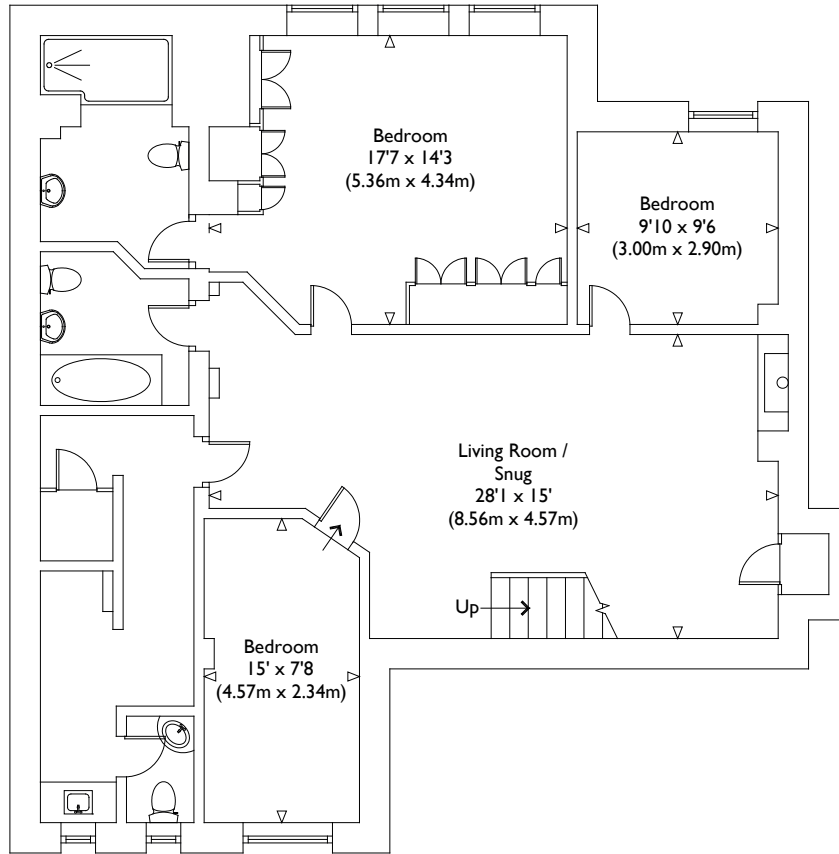 Bedroom
17'7 x 14'3
(5.36m x 4.34m)
Bedroom
9'10 x 9'6
(3.00m x 2.90m)
Living Room /
Snug
28'1 x 15'
(8.56m x 4.57m)
Up
Bedroom
15' x 7'8
(4.57m x 2.34m)